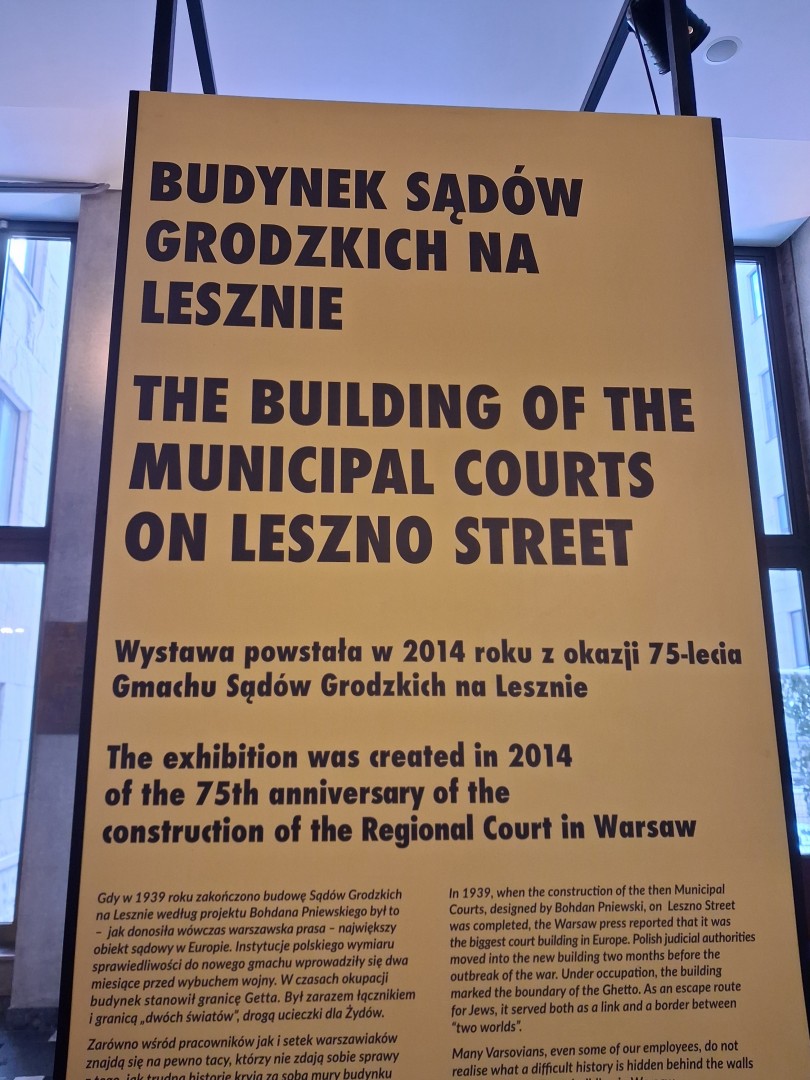 BUDYNEK SĄDÓW
GRODZKICH NA
LESZNIE
THE BUILDING OF THE
MUNICIPAL COURTS
ON LESZNO STREET
Wystawa powstała w 2014 roku z okazji 75-lecia
Gmachu Sądów Grodzkich na Lesznie
The exhibition was created in 2014
of the 75th anniversary of the
construction of the Regional Court in Warsaw
Gdy w 1939 roku zakończono budowę Sądów Grodzkich
na Lesznie według projektu Bohdana Pniewskiego był to
– jak donosiła wówczas warszawska prasa – największy
obiekt sądowy w Europie. Instytucje polskiego wymiaru
sprawiedliwości do nowego gmachu wprowadziły się dwa
miesiące przed wybuchem wojny. W czasach okupacji
budynek stanowił granicę Getta. Był zarazem łącznikiem
i granicą „dwóch światów”, drogą ucieczki dla Żydów.
Zarówno wśród pracowników jak i setek warszawiaków
znajdą się na pewno tacy, którzy nie zdają sobie sprawy
z tego, jak trudną historię kryją za sobą mury budynku
In 1939, when the construction of the then Municipal
Courts, designed by Bohdan Pniewski, on Leszno Street
was completed, the Warsaw press reported that it was
the biggest court building in Europe. Polish judicial authorities
moved into the new building two months before the
outbreak of the war. Under occupation, the building
marked the boundary of the Ghetto. As an escape route
for Jews, it served both as a link and a border between
“two worlds”.
Many Varsovians, even some of our employees, do not
realise what a difficult history is hidden behind the walls